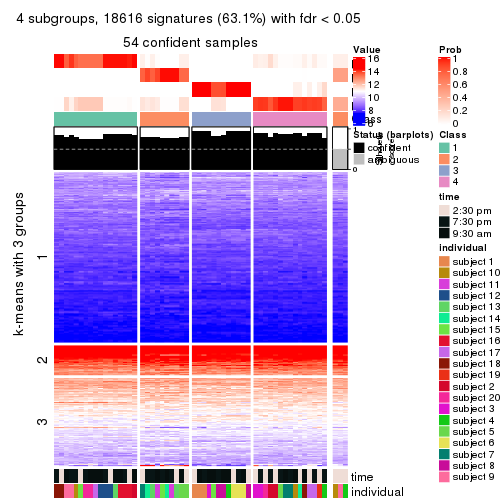 4 subgroups, 18616 signatures (63.1%) with fdr < 0.05
54 confident samples
k-means with 3 groups
1
2
3
Value
16
14
12
10
8
6
Status (barplots)
confident
ambiguous
0
Prob
1
0.8
0.6
0.4
0.2
0
Class
1
2
3
4
time
2:30 pm
7:30 pm
9:30 am
individual
subject 1
subject 10
subject 11
subject 12
subject 13
subject 14
subject 15
subject 16
subject 17
subject 18
subject 19
subject 2
subject 20
subject 3
subject 4
subject 5
subject 6
subject 7
subject 8
subject 9
time
individual